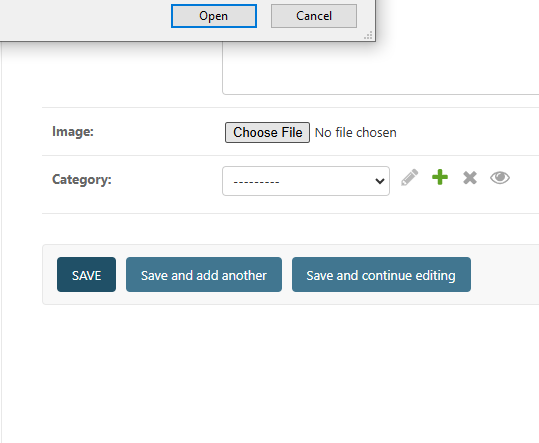 Open Cancel
Image: Choose File No file chosen
Category: ---------
SAVE Save and add another Save and continue editing